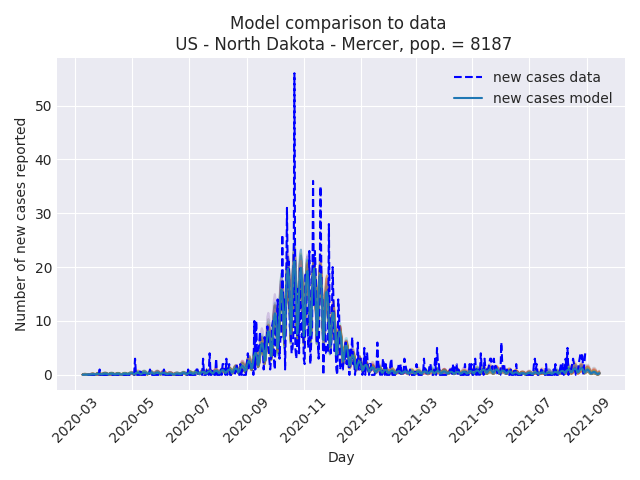 Model comparison to data
US - North Dakota - Mercer, pop. = 8187
new cases data
new cases model
Number of new cases reported
50
40
30
20
10
0
2020-03
2020-05
2020-07
2020-09
2020-11
2021-01
2021-03
2021-05
2021-07
2021-09
Day